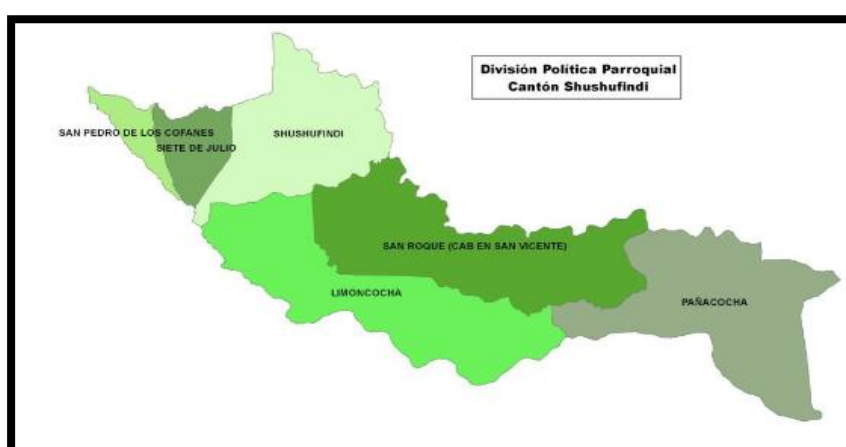 División Política Parroquial
Cantón Shushufindi
SAN PEDRO DE LOS COFANES
SHUSHUFINDI
SIETE DE JULIO
SAN ROQUE (CAB EN SAN VICENTE)
LIMONCOCHA
PAÑACOCHA